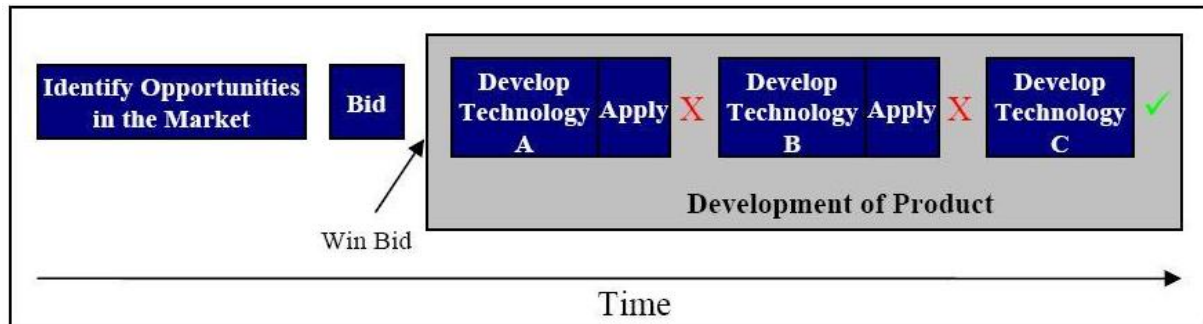 Identify Opportunities
in the Market
Bid
Develop
Technology
A
Apply
X
Develop
Technology
B
Apply
X
Develop
Technology
C
Development of Product
Win Bid
Time